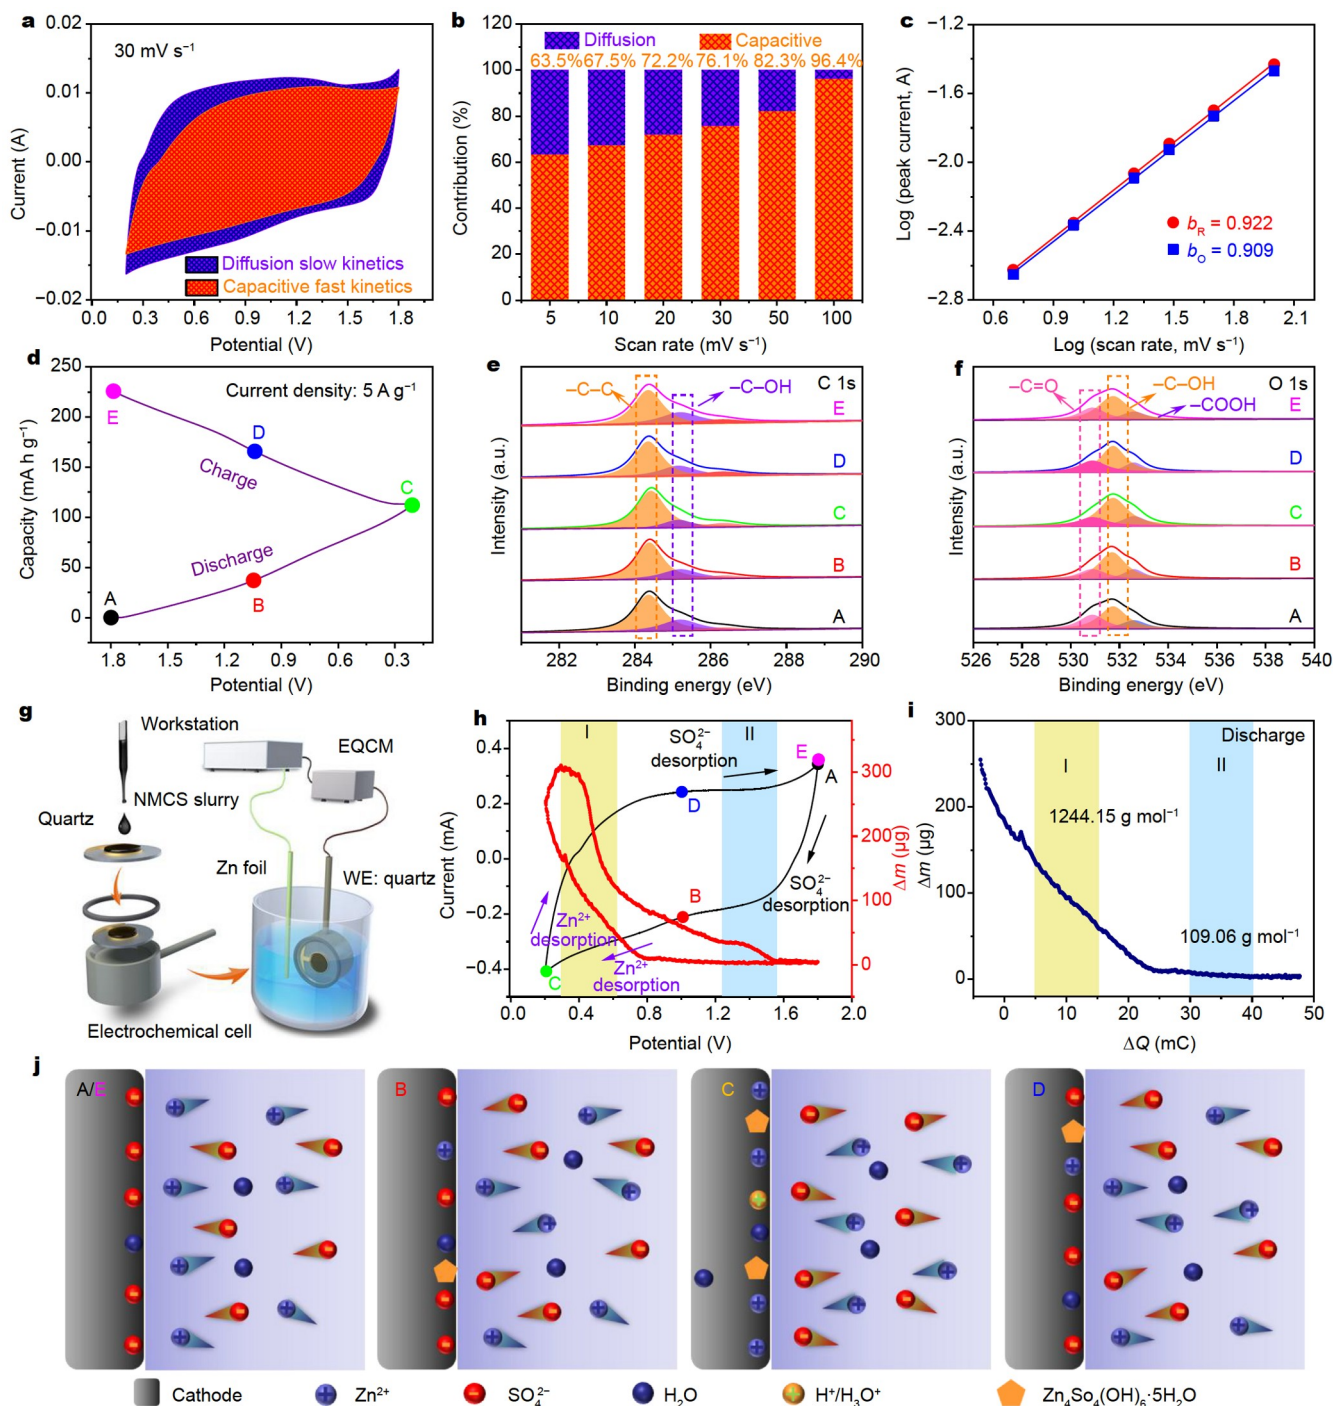 a
0.02
0.01
0.00
−0.01
−0.02
Current (A)
30 mV s⁻¹
Diffusion slow kinetics
Capacitive fast kinetics
0.0 0.3 0.6 0.9 1.2 1.5 1.8
Potential (V)
b
Diffusion Capacitive
63.5% 67.5% 72.2% 76.1% 82.3% 96.4%
120
100
80
60
40
20
0
Contribution (%)
5 10 20 30 50 100
Scan rate (mV s⁻¹)
c
−1.2
−1.6
−2.0
−2.4
−2.8
Log (peak current, A)
b_R = 0.922
b_O = 0.909
0.6 0.9 1.2 1.5 1.8 2.1
Log (scan rate, mV s⁻¹)
d
250
200
150
100
50
0
Capacity (mA h g⁻¹)
Current density: 5 A g⁻¹
E
D
C
Charge
Discharge
A
B
1.8 1.5 1.2 0.9 0.6 0.3
Potential (V)
e
C 1s
–C–C–
–C–OH
E
D
C
B
A
Intensity (a.u.)
282 284 286 288 290
Binding energy (eV)
f
O 1s
–C=O
–C–OH
–COOH
E
D
C
B
A
Intensity (a.u.)
526 528 530 532 534 536 538 540
Binding energy (eV)
g
Workstation
EQCM
NMCS slurry
Quartz
Zn foil
WE: quartz
Electrochemical cell
h
0.4
0.2
0.0
−0.2
−0.4
Current (mA)
I
II
SO₄²⁻
desorption
E
A
D
B
SO₄²⁻
desorption
Zn²⁺
desorption
Zn²⁺
desorption
C
300
200
100
0
Δm (μg)
0.0 0.4 0.8 1.2 1.6 2.0
Potential (V)
i
300
200
100
0
Δm (μg)
Discharge
I
II
1244.15 g mol⁻¹
109.06 g mol⁻¹
0 10 20 30 40 50
ΔQ (mC)
j
A/E
B
C
D
Cathode Zn²⁺ SO₄²⁻ H₂O H⁺/H₃O⁺ Zn₄So₄(OH)₆·5H₂O